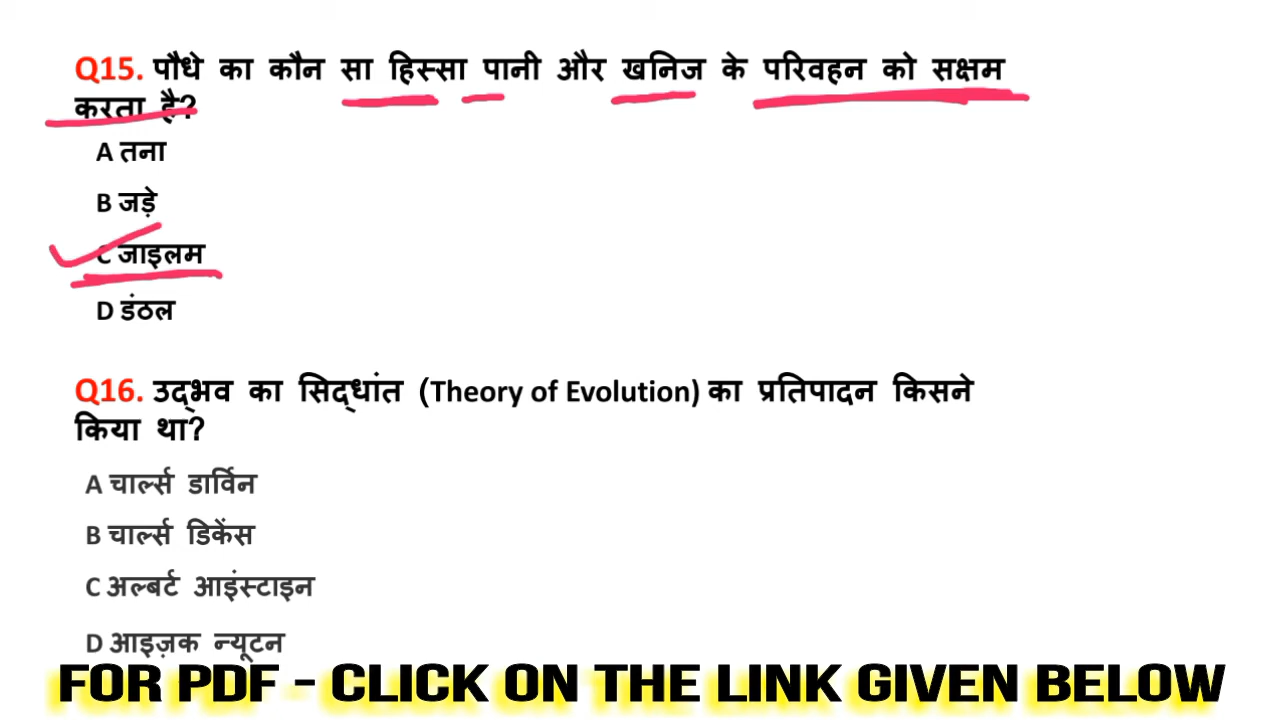 Q15. पौधे का कौन सा हिस्सा पानी और खनिज के परिवहन को सक्षम
करता है?
A तना
B जड़े
C जाइलम
D डंठल
Q16. उद्भव का सिद्धांत (Theory of Evolution) का प्रतिपादन किसने
किया था?
A चार्ल्स डार्विन
B चार्ल्स डिकेंस
C अल्बर्ट आइंस्टाइन
D आइज़क न्यूटन
FOR PDF - CLICK ON THE LINK GIVEN BELOW